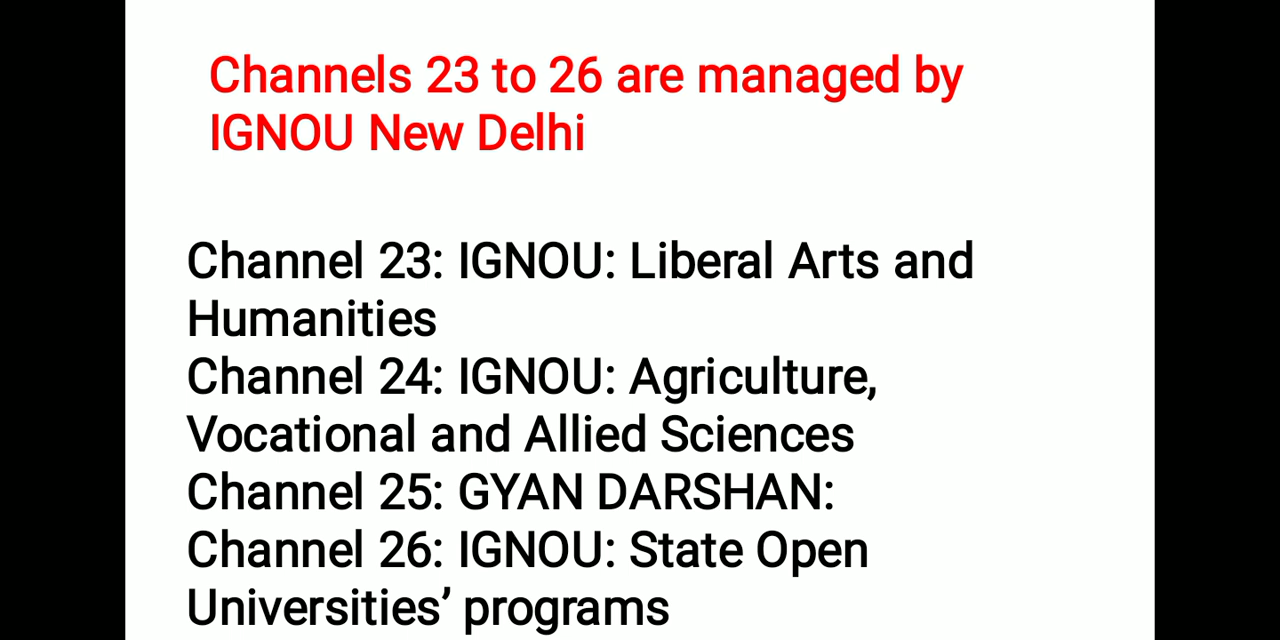 Channels 23 to 26 are managed by
IGNOU New Delhi
Channel 23: IGNOU: Liberal Arts and
Humanities
Channel 24: IGNOU: Agriculture,
Vocational and Allied Sciences
Channel 25: GYAN DARSHAN:
Channel 26: IGNOU: State Open
Universities’ programs